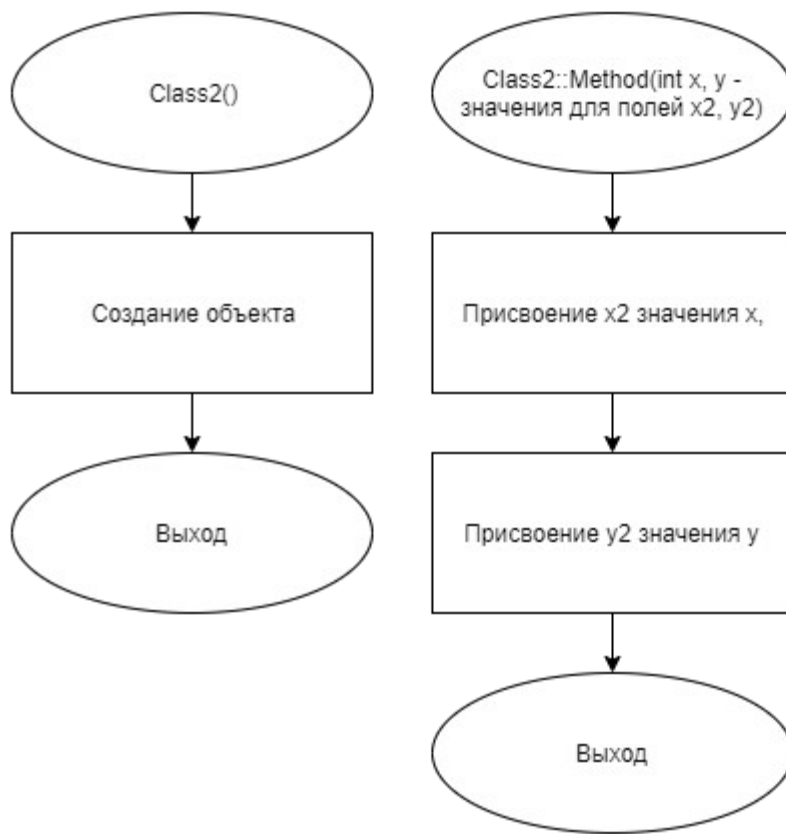 Class2()
Создание объекта
Выход
Class2::Method(int x, y -
значения для полей x2, y2)
Присвоение x2 значения x,
Присвоение y2 значения y
Выход